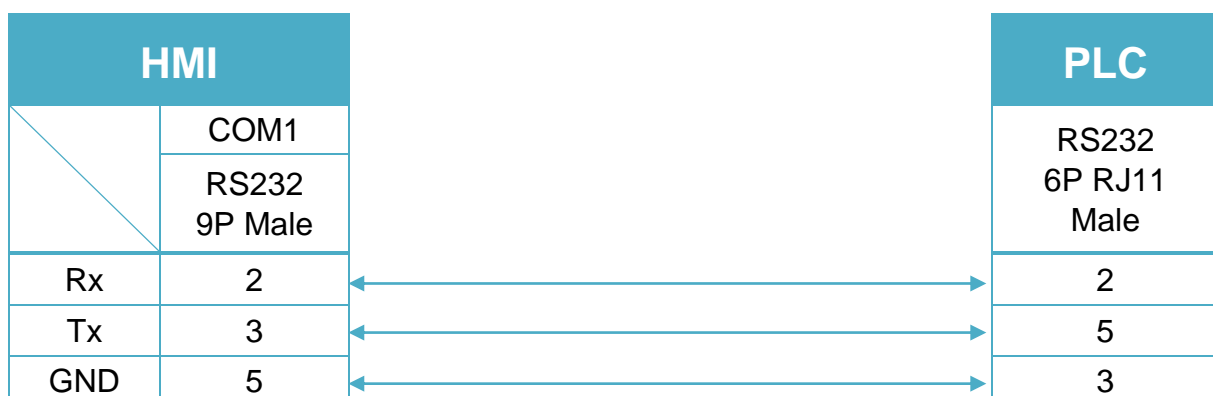 HMI PLC
COM1
RS232
9P Male
RS232
6P RJ11
Male
Rx 2 2
Tx 3 5
GND 5 3